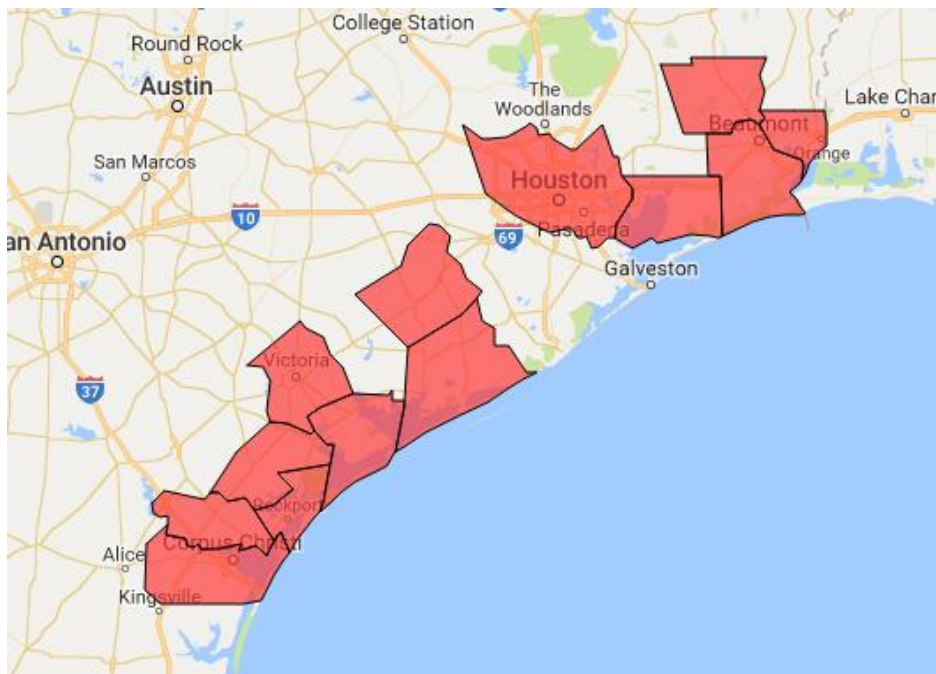 College Station
Round Rock
Austin
The
Woodlands
Lake Char
Beaumont
Orange
San Marcos
Houston
10
Pasadena
69
an Antonio
Galveston
Victoria
37
Rockport
Corpus Christi
Alice
Kingsville